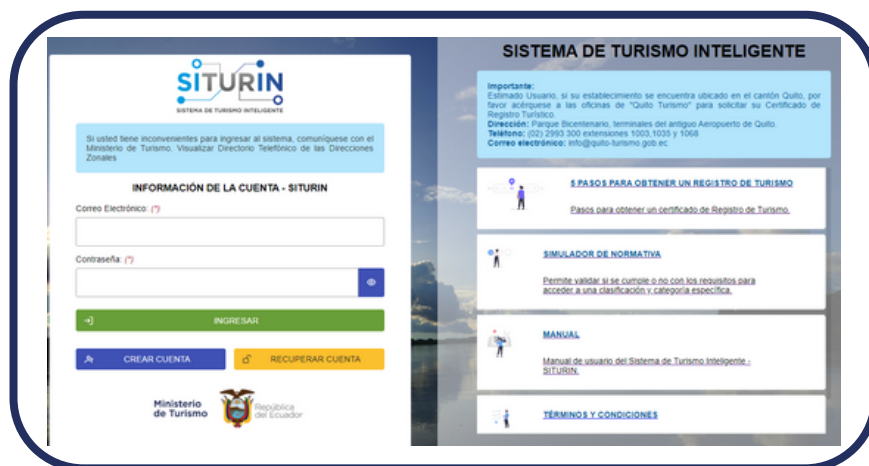 SITURIN
SISTEMA DE TURISMO INTELIGENTE
Si usted tiene inconvenientes para ingresar al sistema, comuníquese con el
Ministerio de Turismo. Visualizar Directorio Telefónico de las Direcciones
Zonales
INFORMACIÓN DE LA CUENTA - SITURIN
Correo Electrónico: (*)
Contraseña: (*)
INGRESAR
CREAR CUENTA
RECUPERAR CUENTA
Ministerio
de Turismo
República
del Ecuador
SISTEMA DE TURISMO INTELIGENTE
Importante:
Estimado Usuario, si su establecimiento se encuentra ubicado en el cantón Quito, por
favor acérquese a las oficinas de "Quito Turismo" para solicitar su Certificado de
Registro Turístico.
Dirección: Parque Bicentenario, terminales del antiguo Aeropuerto de Quito.
Teléfono: (02) 2993 300 extensiones 1003,1035 y 1068
Correo electrónico: info@quito-turismo.gob.ec
5 PASOS PARA OBTENER UN REGISTRO DE TURISMO
Pasos para obtener un certificado de Registro de Turismo.
SIMULADOR DE NORMATIVA
Permite validar si se cumple o no con los requisitos para
acceder a una clasificación y categoría específica.
MANUAL
Manual de usuario del Sistema de Turismo Inteligente -
SITURIN.
TÉRMINOS Y CONDICIONES